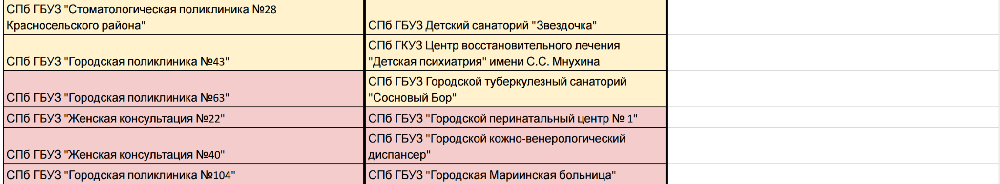 СПб ГБУЗ "Стоматологическая поликлиника №28
Красносельского района"
СПб ГБУЗ Детский санаторий "Звездочка"
СПб ГБУЗ "Городская поликлиника №43"
СПб ГКУЗ Центр восстановительного лечения
"Детская психиатрия" имени С.С. Мнухина
СПб ГБУЗ "Городская поликлиника №63"
СПб ГБУЗ Городской туберкулезный санаторий
"Сосновый Бор"
СПб ГБУЗ "Женская консультация №22"
СПб ГБУЗ "Городской перинатальный центр № 1"
СПб ГБУЗ "Женская консультация №40"
СПб ГБУЗ "Городской кожно-венерологический
диспансер"
СПб ГБУЗ "Городская поликлиника №104"
СПб ГБУЗ "Городская Мариинская больница"